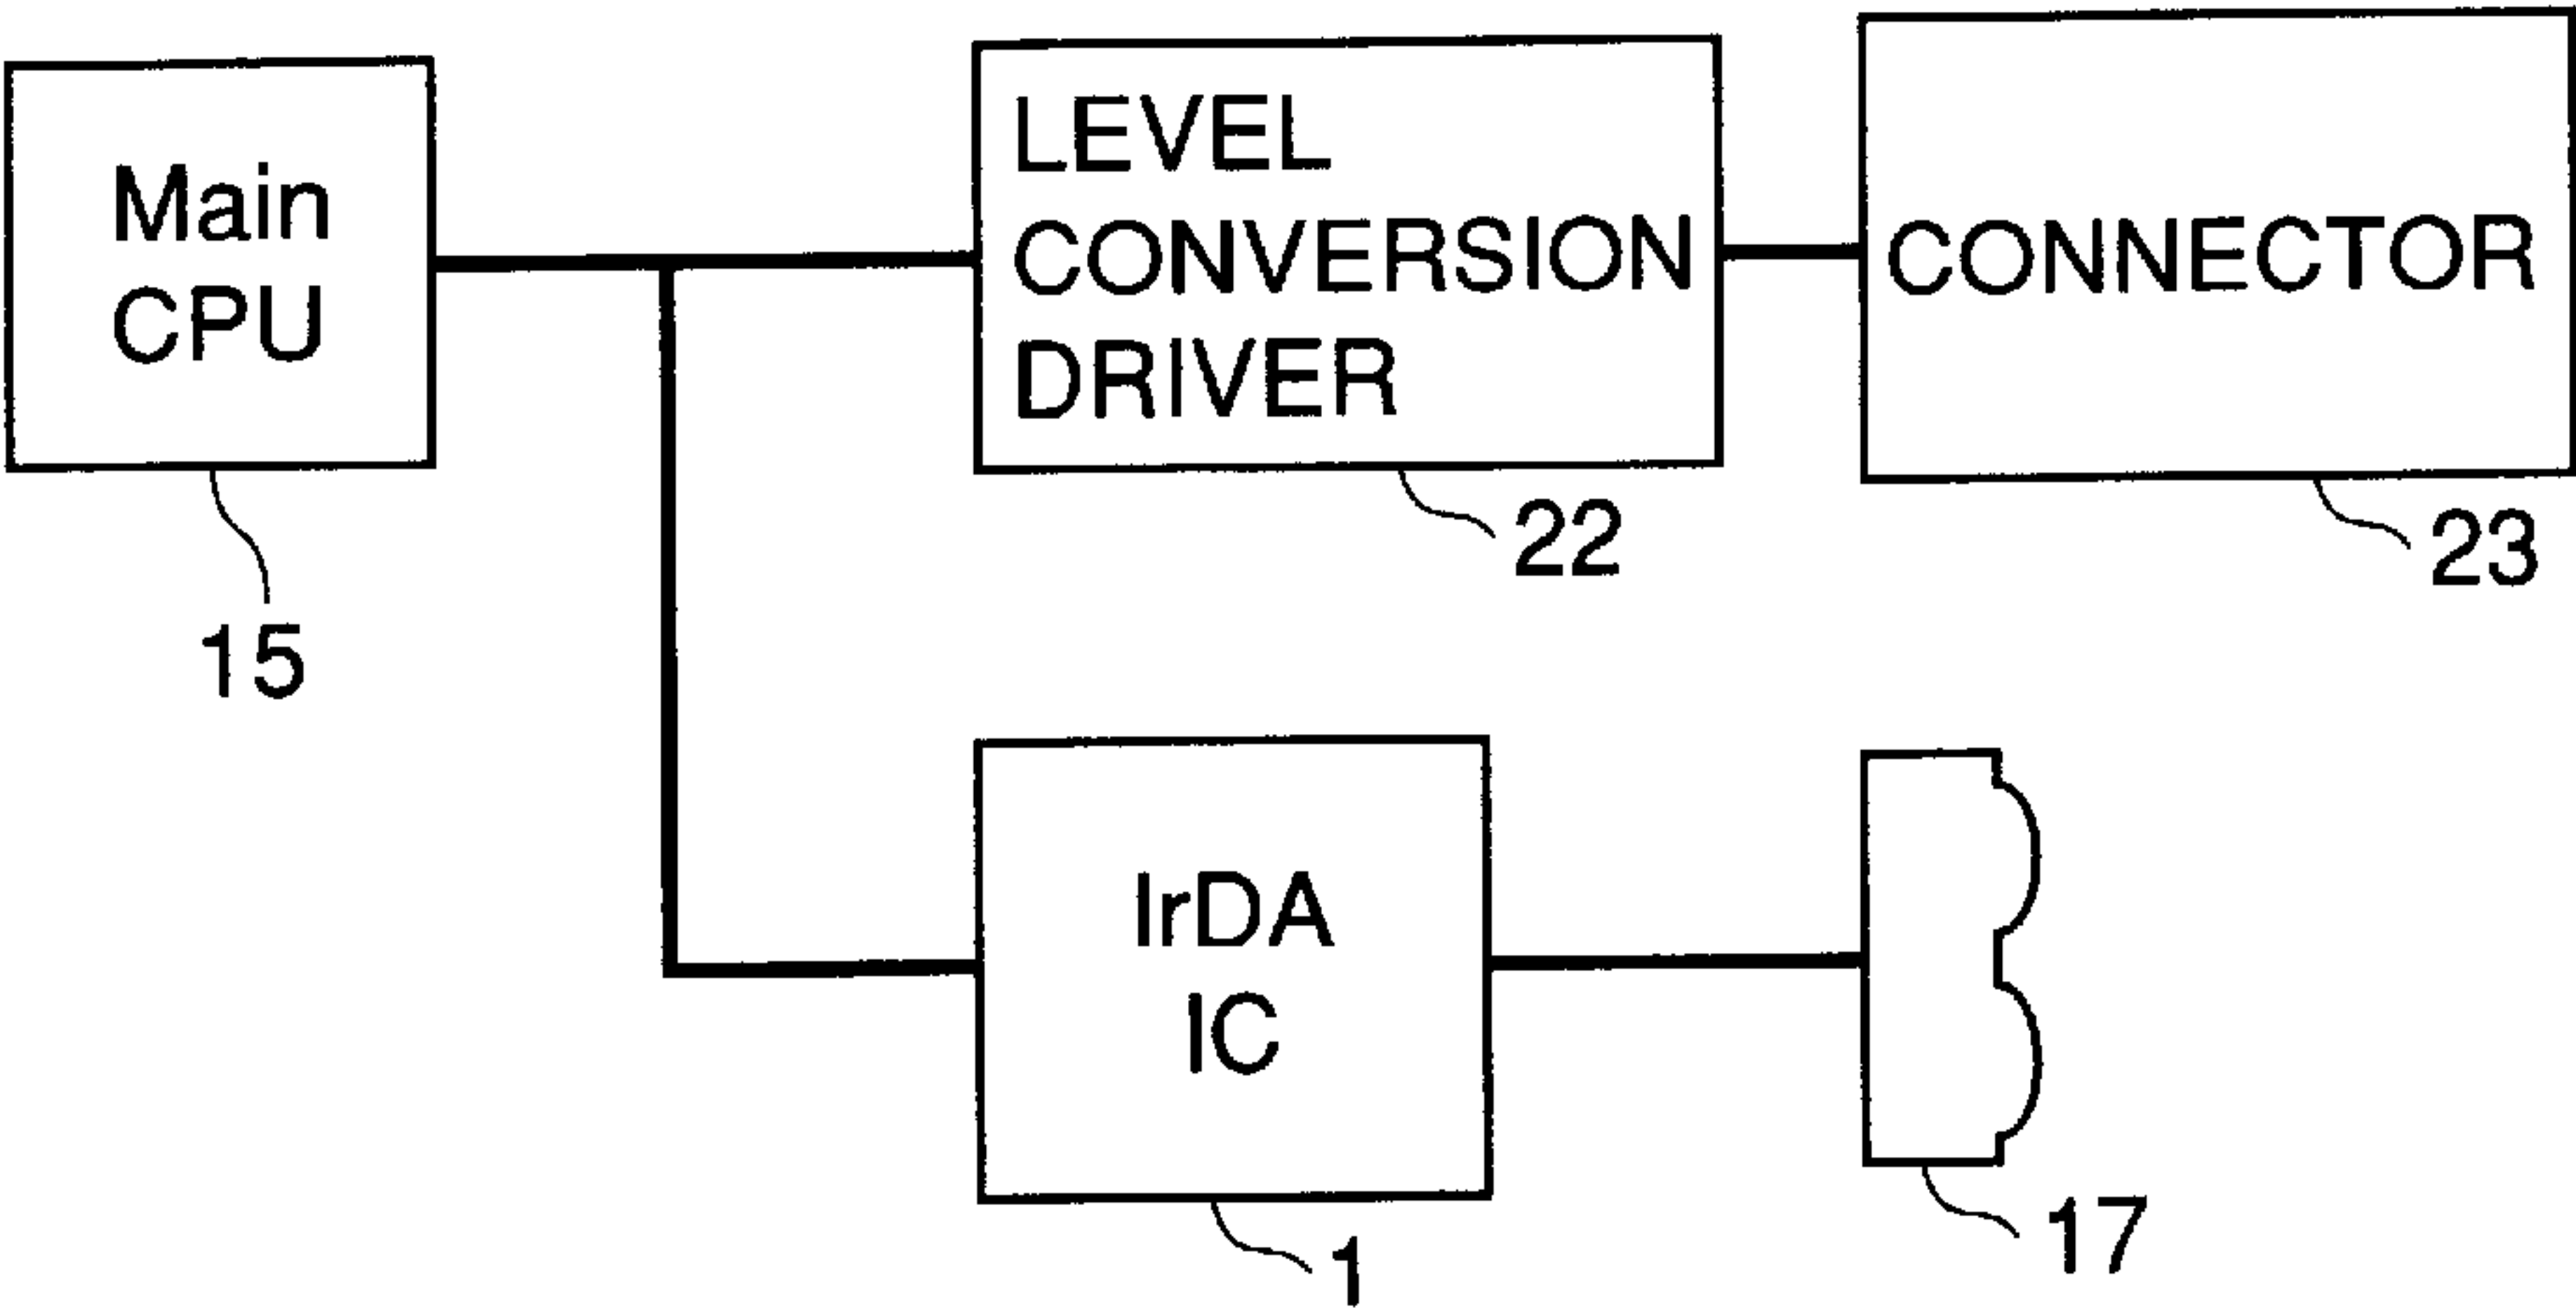 Main
CPU
15
LEVEL
CONVERSION
DRIVER
22
CONNECTOR
23
IrDA
IC
1
17